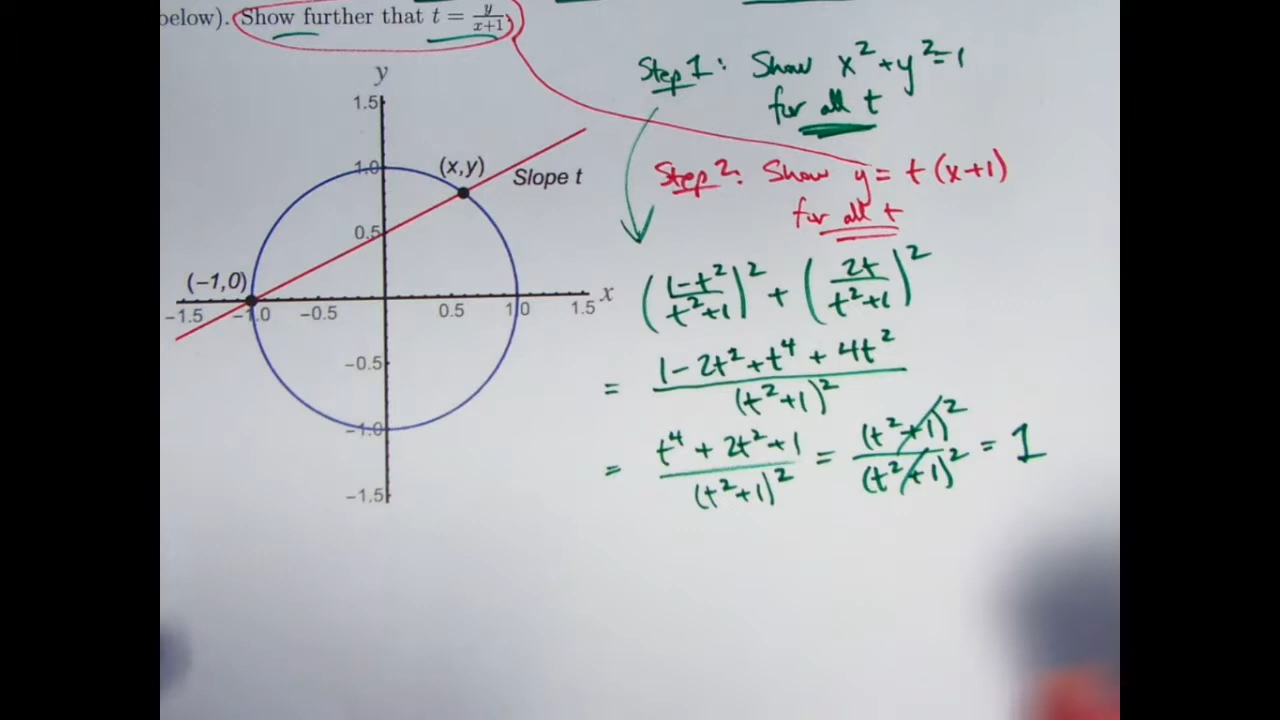 below). Show further that t = y/(x+1).
Step 1: Show x² + y² = 1
for all t
Step 2: Show y = t(x+1)
for all t
y
1.5
1.0
(x,y)
Slope t
0.5
(−1,0)
x
−1.5 −1.0 −0.5 0.5 1.0 1.5
−0.5
−1.0
−1.5
((1−t²)/(t²+1))² + (2t/(t²+1))²
= (1 − 2t² + t⁴ + 4t²)/(t²+1)²
= (t⁴ + 2t² + 1)/(t²+1)² = (t²+1)²/(t²+1)² = 1